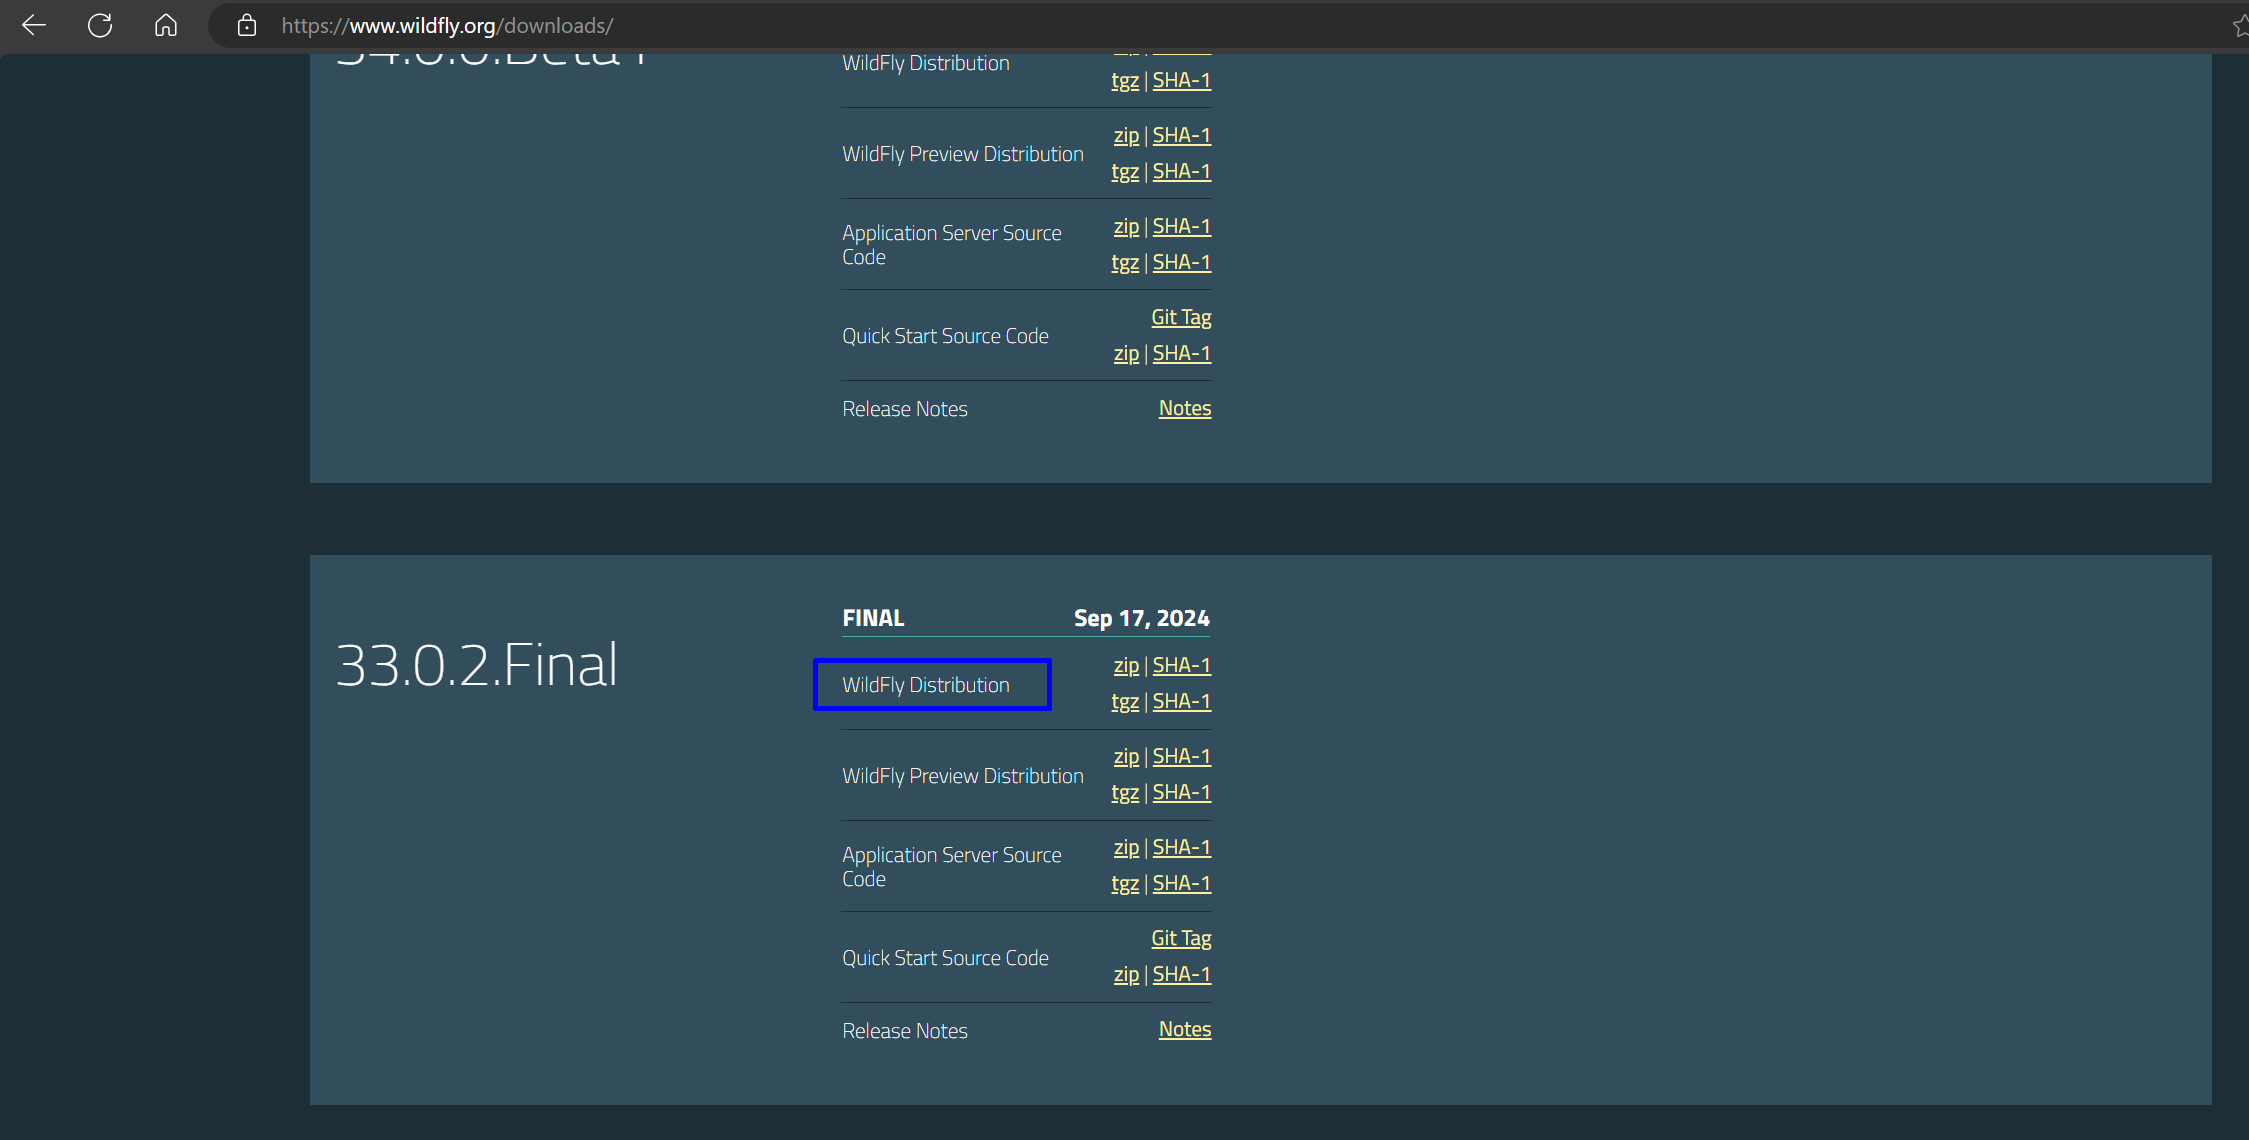 https://www.wildfly.org/downloads/
34.0.0.Beta1
WildFly Distribution
tgz | SHA-1
WildFly Preview Distribution
zip | SHA-1
tgz | SHA-1
Application Server Source
Code
zip | SHA-1
tgz | SHA-1
Quick Start Source Code
Git Tag
zip | SHA-1
Release Notes
Notes
33.0.2.Final
FINAL
Sep 17, 2024
WildFly Distribution
zip | SHA-1
tgz | SHA-1
WildFly Preview Distribution
zip | SHA-1
tgz | SHA-1
Application Server Source
Code
zip | SHA-1
tgz | SHA-1
Quick Start Source Code
Git Tag
zip | SHA-1
Release Notes
Notes